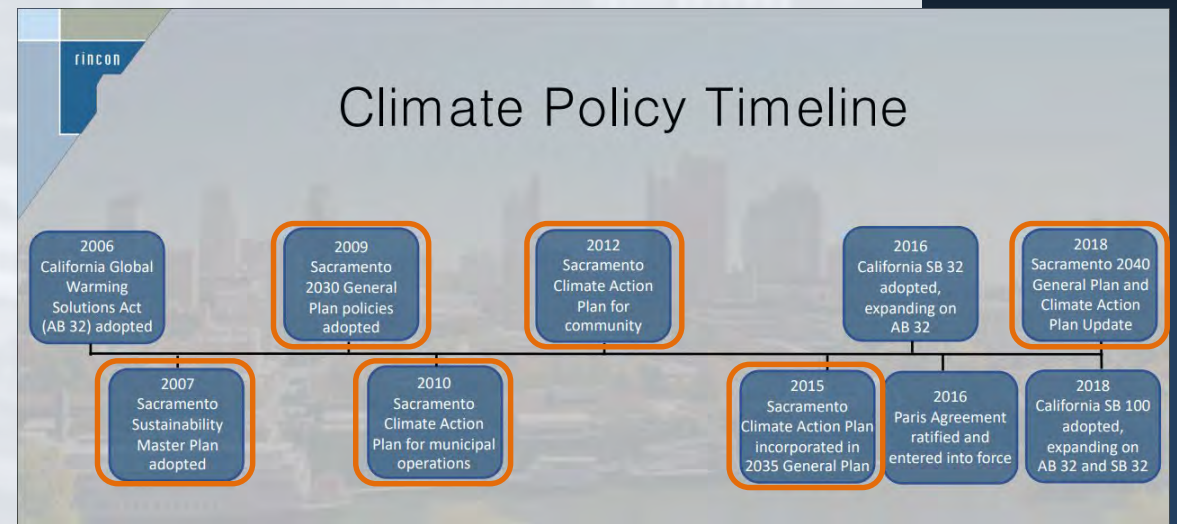 rincon
Climate Policy Timeline
2006
California Global
Warming
Solutions Act
(AB 32) adopted
2007
Sacramento
Sustainability
Master Plan
adopted
2009
Sacramento
2030 General
Plan policies
adopted
2010
Sacramento
Climate Action
Plan for municipal
operations
2012
Sacramento
Climate Action
Plan for
community
2015
Sacramento
Climate Action Plan
incorporated in
2035 General Plan
2016
California SB 32
adopted,
expanding on
AB 32
2016
Paris Agreement
ratified and
entered into force
2018
Sacramento 2040
General Plan and
Climate Action
Plan Update
2018
California SB 100
adopted,
expanding on
AB 32 and SB 32